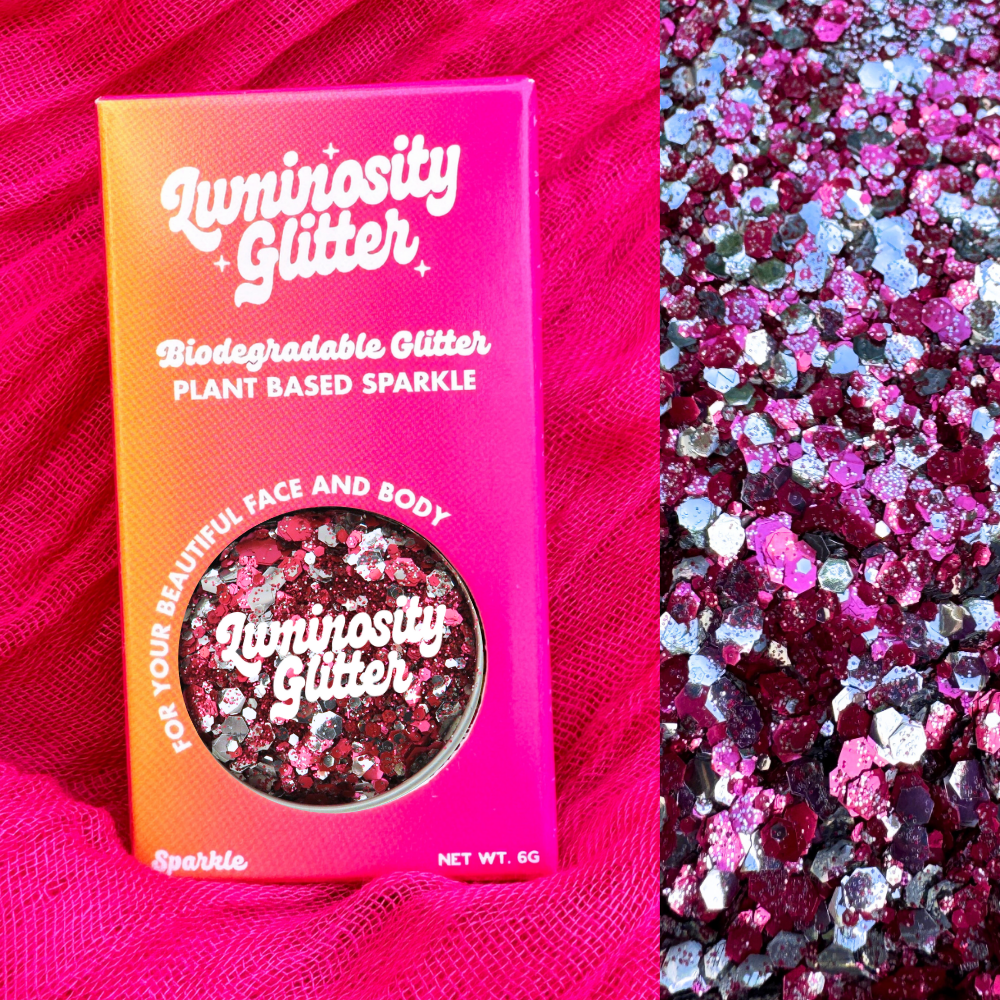 Luminosity
Glitter
Biodegradable Glitter
PLANT BASED SPARKLE
FOR YOUR BEAUTIFUL FACE AND BODY
Luminosity
Glitter
Sparkle
NET WT. 6G